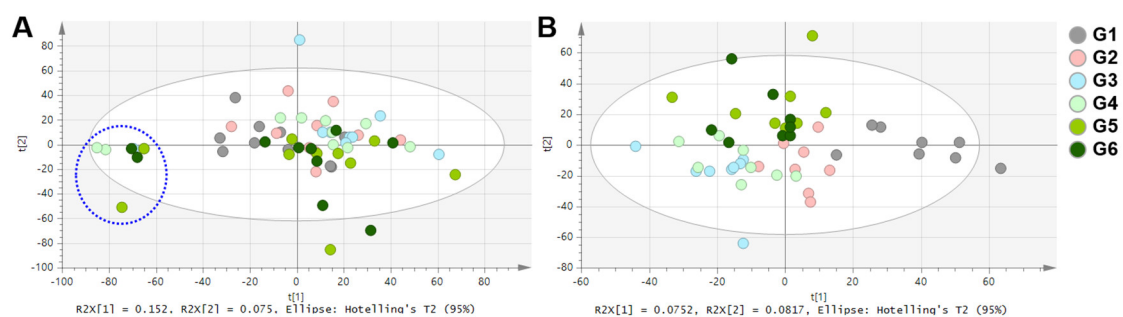 A
B
80
60
40
20
0
-20
-40
-60
-80
-100
t[2]
-100
-80
-60
-40
-20
0
20
40
60
80
t[1]
R2X[1] = 0.152, R2X[2] = 0.075, Ellipse: Hotelling's T2 (95%)
60
40
20
0
-20
-40
-60
-80
t[2]
-60
-40
-20
0
20
40
60
t[1]
R2X[1] = 0.0752, R2X[2] = 0.0817, Ellipse: Hotelling's T2 (95%)
G1
G2
G3
G4
G5
G6